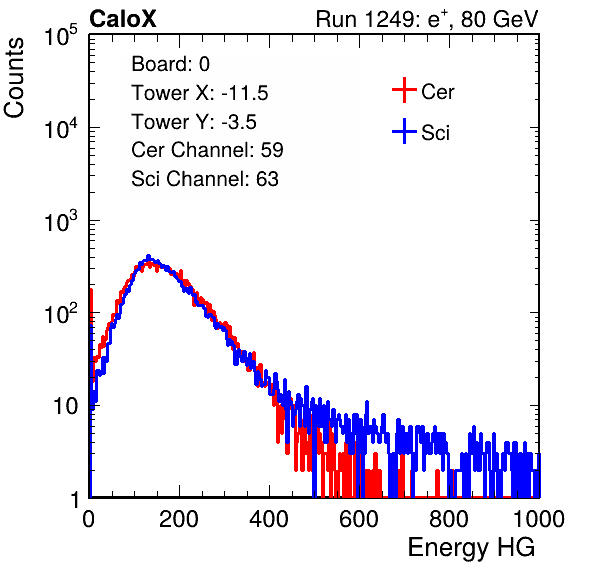 CaloX Run 1249: e⁺, 80 GeV
Counts
10⁵
10⁴
10³
10²
10
1
Board: 0
Tower X: -11.5
Tower Y: -3.5
Cer Channel: 59
Sci Channel: 63
Cer
Sci
0 200 400 600 800 1000
Energy HG